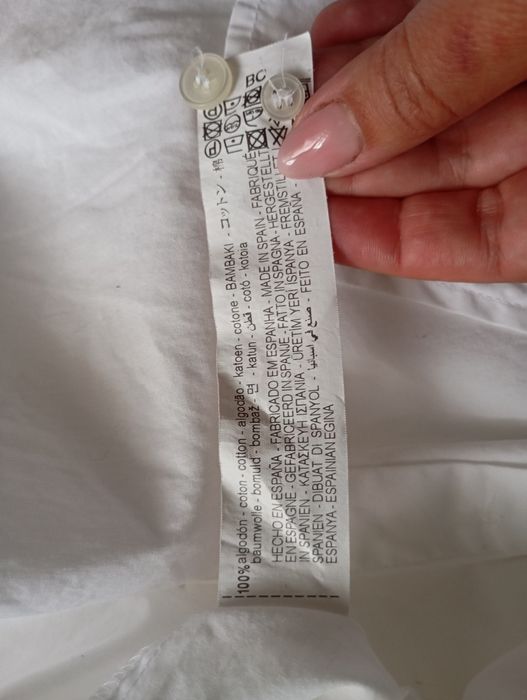 100% algodón - coton - cotton - algodão - katoen - cotone - BAMBAKI - コットン - 棉
baumwolle - bomuld - bombaž - 면 - katun - قطن - cotó - kotoia
HECHO EN ESPAÑA - FABRICADO EM ESPANHA - MADE IN SPAIN - FABRIQUÉ
EN ESPAGNE - GEFABRICEERD IN SPANJE - FATTO IN SPAGNA - HERGESTELLT
IN SPANIEN - ΚΑΤΑΣΚΕΥΗ ΙΣΠΑΝΙΑ - ÜRETİM YERİ İSPANYA - FREMSTILLET I
SPANIEN - DIBUAT DI SPANYOL - صنع في اسبانيا - FEITO EN ESPAÑA -
ESPANYA - ESPAINIAN EGINA
BC